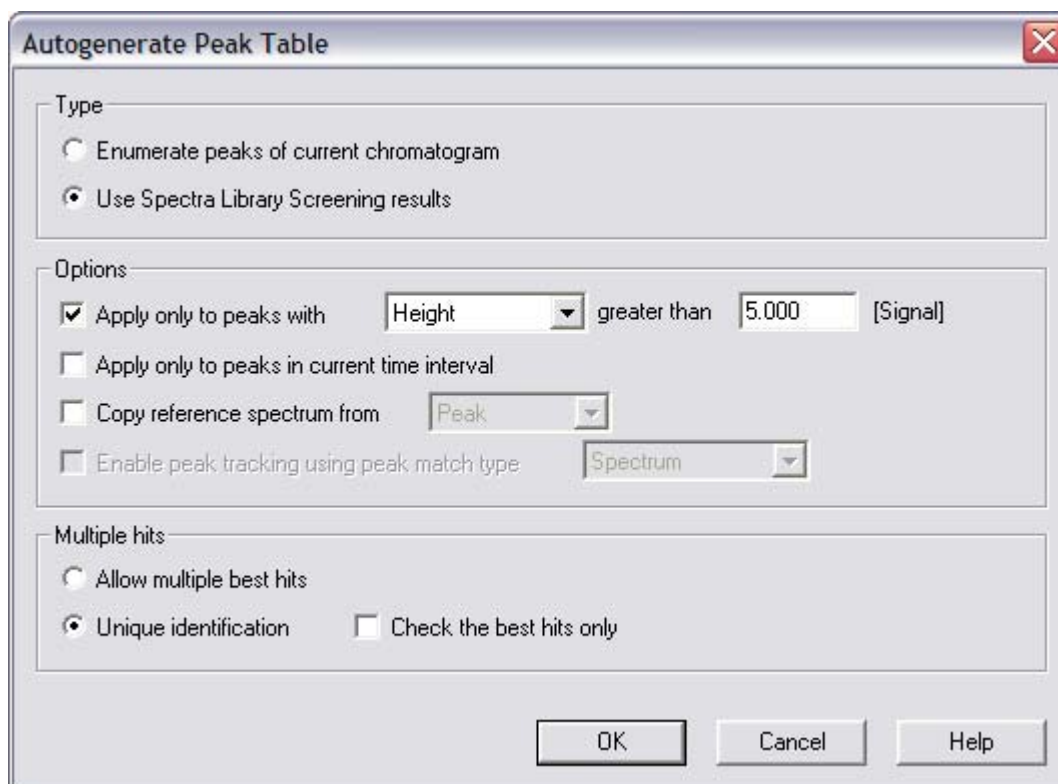 Autogenerate Peak Table
Type
Enumerate peaks of current chromatogram
Use Spectra Library Screening results
Options
Apply only to peaks with Height greater than 5.000 [Signal]
Apply only to peaks in current time interval
Copy reference spectrum from Peak
Enable peak tracking using peak match type Spectrum
Multiple hits
Allow multiple best hits
Unique identification Check the best hits only
OK Cancel Help